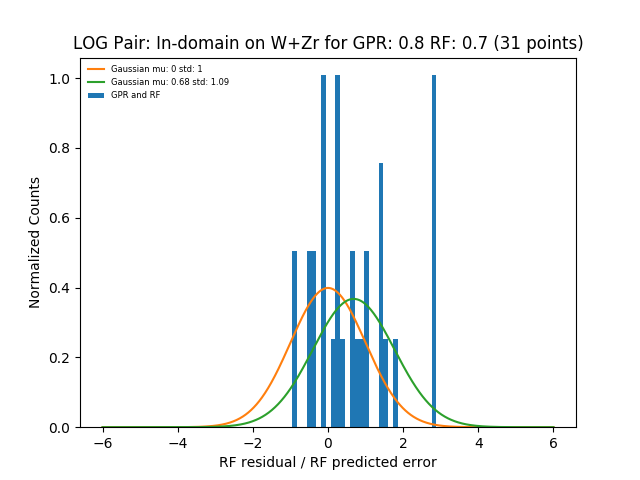 LOG Pair: In-domain on W+Zr for GPR: 0.8 RF: 0.7 (31 points)
Gaussian mu: 0 std: 1
Gaussian mu: 0.68 std: 1.09
GPR and RF
1.0
0.8
0.6
0.4
0.2
0.0
Normalized Counts
−6 −4 −2 0 2 4 6
RF residual / RF predicted error